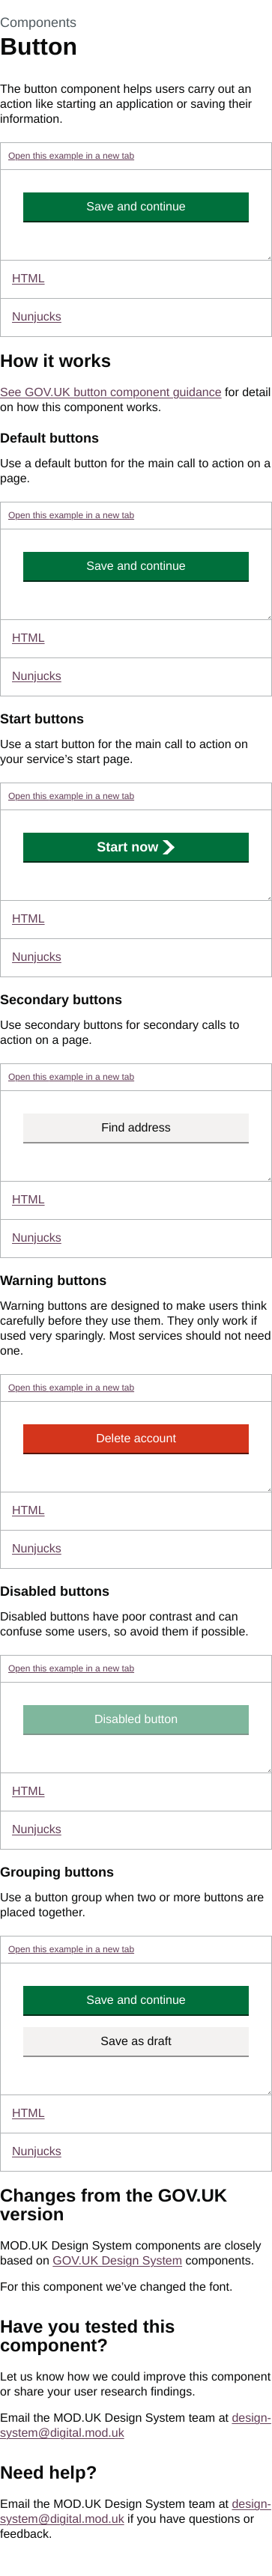 Components
Button
The button component helps users carry out an
action like starting an application or saving their
information.
Open this example in a new tab
Save and continue
HTML
Nunjucks
How it works
See GOV.UK button component guidance for detail
on how this component works.
Default buttons
Use a default button for the main call to action on a
page.
Open this example in a new tab
Save and continue
HTML
Nunjucks
Start buttons
Use a start button for the main call to action on
your service’s start page.
Open this example in a new tab
Start now
HTML
Nunjucks
Secondary buttons
Use secondary buttons for secondary calls to
action on a page.
Open this example in a new tab
Find address
HTML
Nunjucks
Warning buttons
Warning buttons are designed to make users think
carefully before they use them. They only work if
used very sparingly. Most services should not need
one.
Open this example in a new tab
Delete account
HTML
Nunjucks
Disabled buttons
Disabled buttons have poor contrast and can
confuse some users, so avoid them if possible.
Open this example in a new tab
Disabled button
HTML
Nunjucks
Grouping buttons
Use a button group when two or more buttons are
placed together.
Open this example in a new tab
Save and continue
Save as draft
HTML
Nunjucks
Changes from the GOV.UK
version
MOD.UK Design System components are closely
based on GOV.UK Design System components.
For this component we’ve changed the font.
Have you tested this
component?
Let us know how we could improve this component
or share your user research findings.
Email the MOD.UK Design System team at design-
system@digital.mod.uk
Need help?
Email the MOD.UK Design System team at design-
system@digital.mod.uk if you have questions or
feedback.